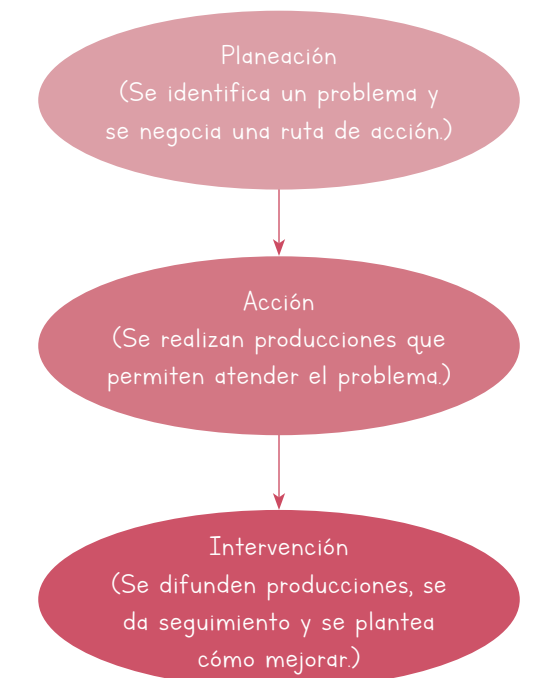 Planeación
(Se identifica un problema y
se negocia una ruta de acción.)
Acción
(Se realizan producciones que
permiten atender el problema.)
Intervención
(Se difunden producciones, se
da seguimiento y se plantea
cómo mejorar.)